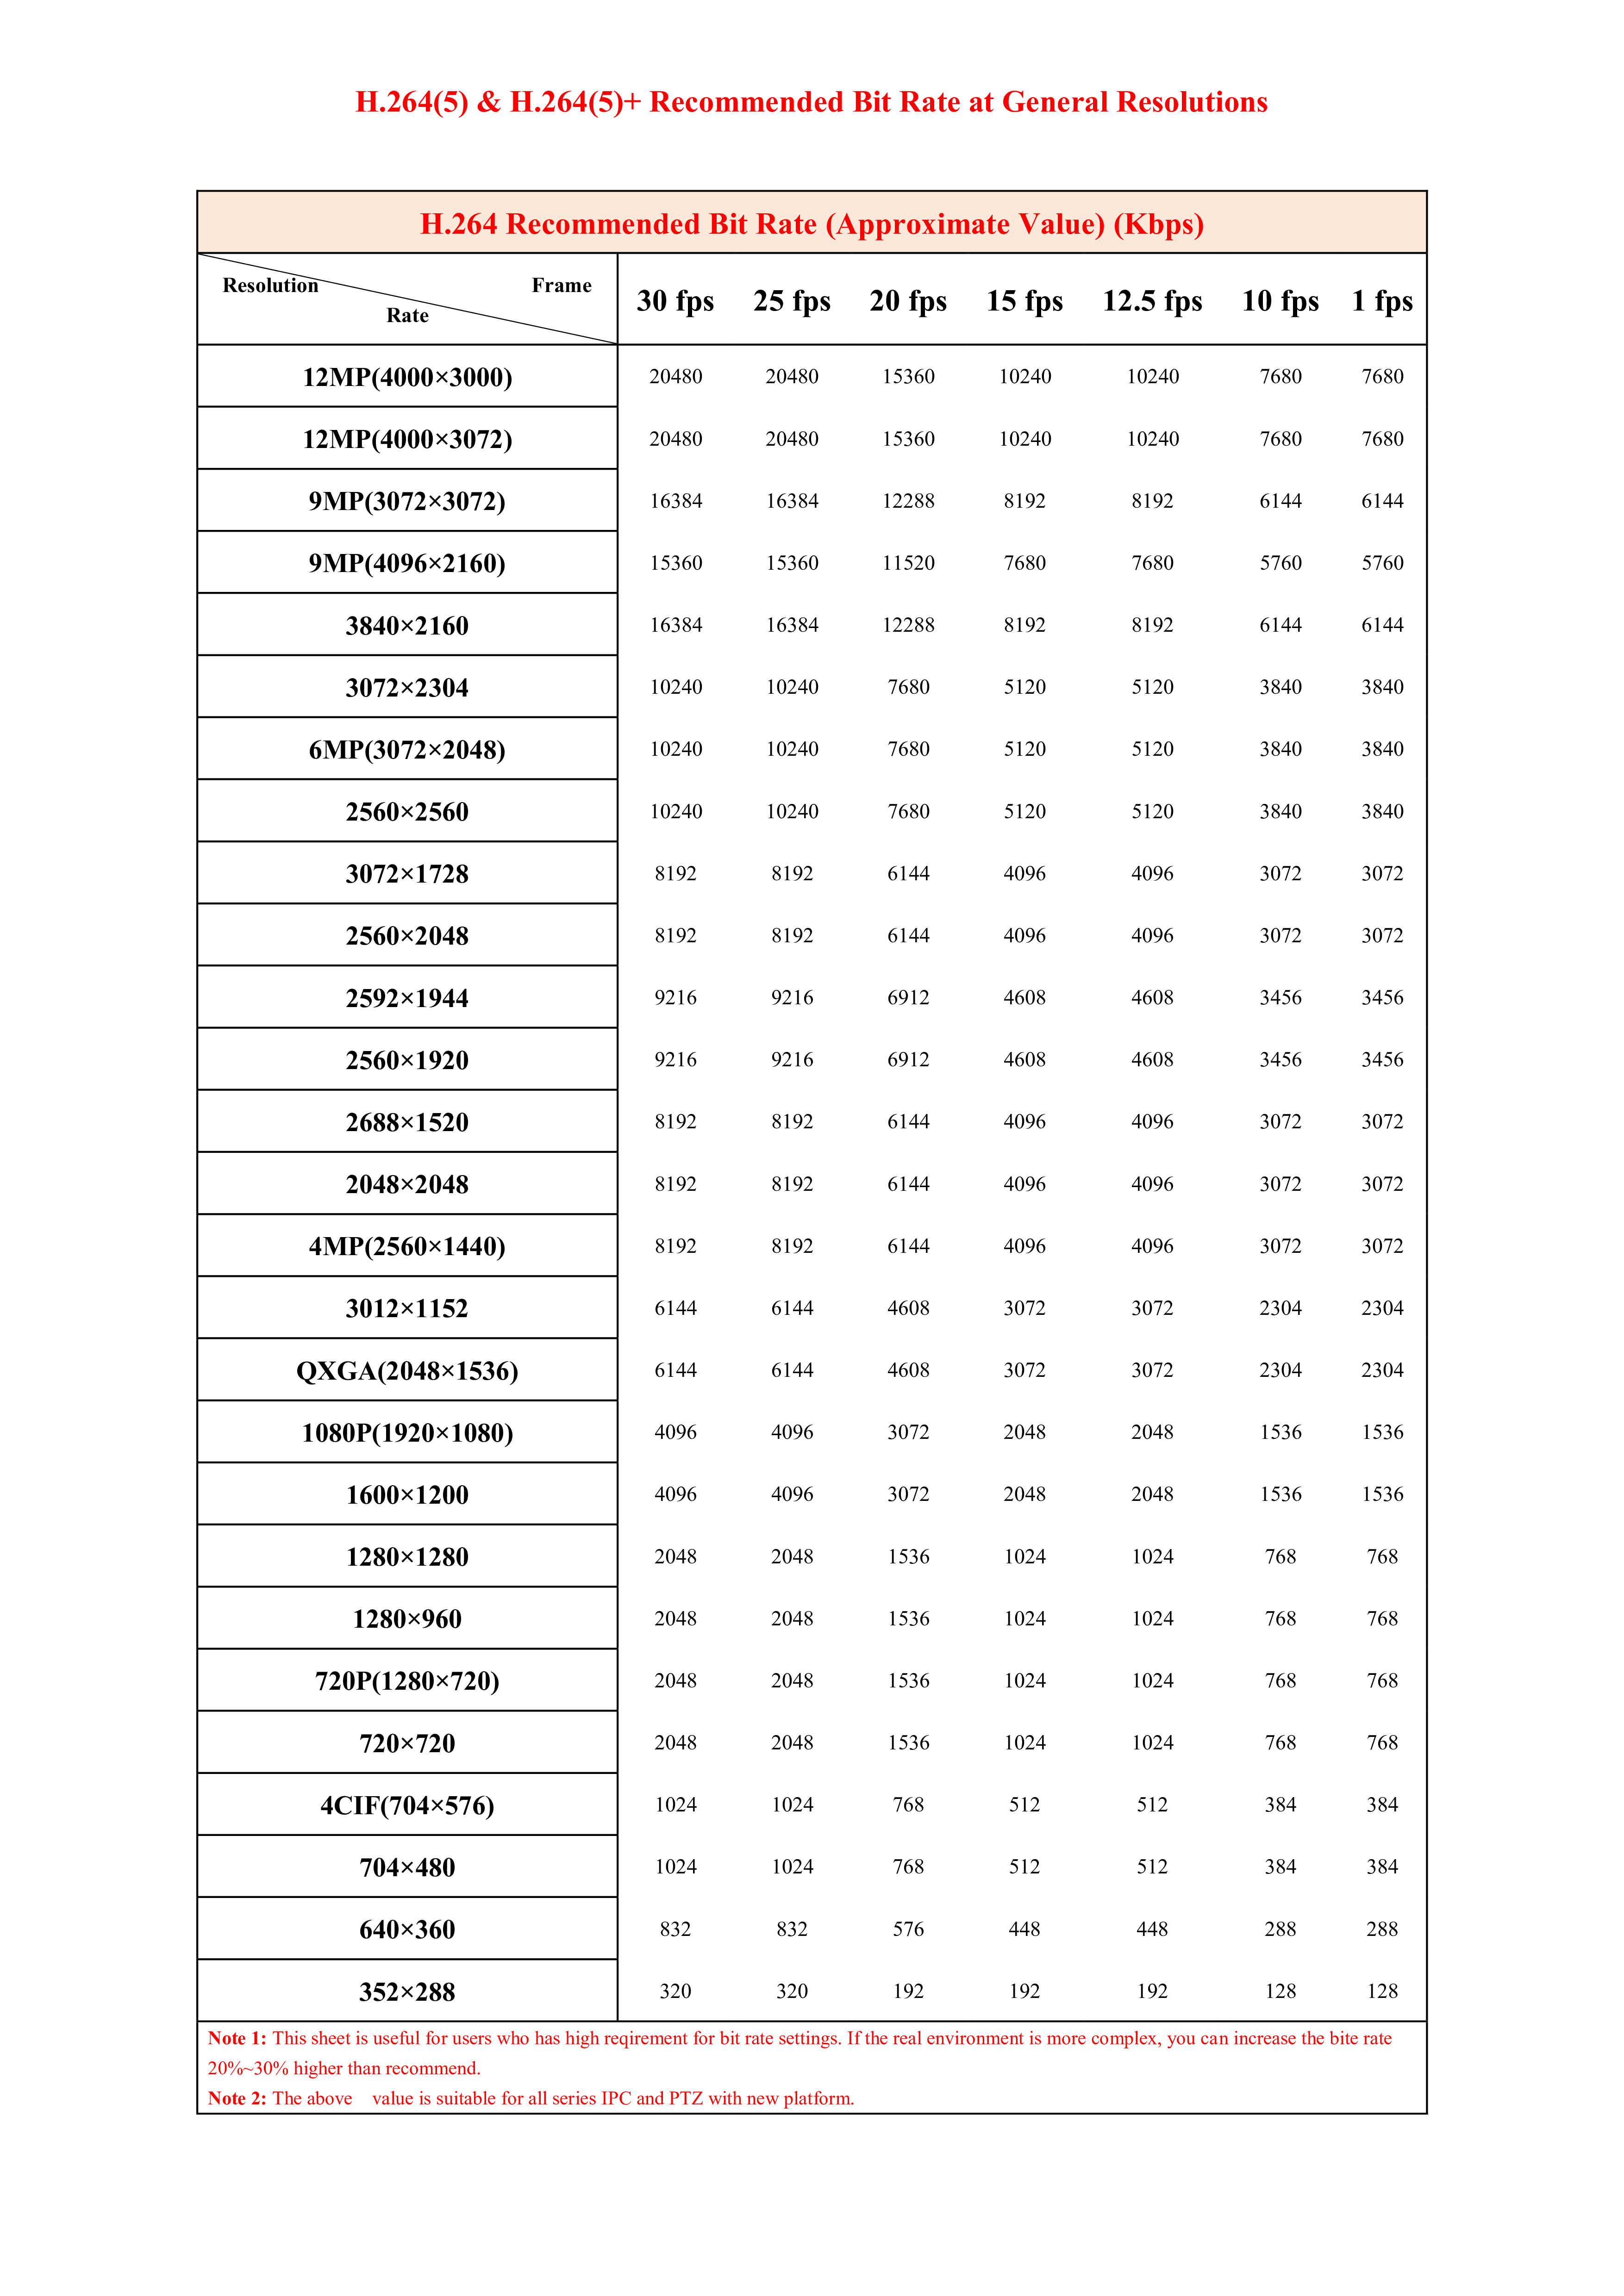 H.264(5) & H.264(5)+ Recommended Bit Rate at General Resolutions
H.264 Recommended Bit Rate (Approximate Value) (Kbps)
Resolution Frame Rate 30 fps 25 fps 20 fps 15 fps 12.5 fps 10 fps 1 fps
12MP(4000×3000) 20480 20480 15360 10240 10240 7680 7680
12MP(4000×3072) 20480 20480 15360 10240 10240 7680 7680
9MP(3072×3072) 16384 16384 12288 8192 8192 6144 6144
9MP(4096×2160) 15360 15360 11520 7680 7680 5760 5760
3840×2160 16384 16384 12288 8192 8192 6144 6144
3072×2304 10240 10240 7680 5120 5120 3840 3840
6MP(3072×2048) 10240 10240 7680 5120 5120 3840 3840
2560×2560 10240 10240 7680 5120 5120 3840 3840
3072×1728 8192 8192 6144 4096 4096 3072 3072
2560×2048 8192 8192 6144 4096 4096 3072 3072
2592×1944 9216 9216 6912 4608 4608 3456 3456
2560×1920 9216 9216 6912 4608 4608 3456 3456
2688×1520 8192 8192 6144 4096 4096 3072 3072
2048×2048 8192 8192 6144 4096 4096 3072 3072
4MP(2560×1440) 8192 8192 6144 4096 4096 3072 3072
3012×1152 6144 6144 4608 3072 3072 2304 2304
QXGA(2048×1536) 6144 6144 4608 3072 3072 2304 2304
1080P(1920×1080) 4096 4096 3072 2048 2048 1536 1536
1600×1200 4096 4096 3072 2048 2048 1536 1536
1280×1280 2048 2048 1536 1024 1024 768 768
1280×960 2048 2048 1536 1024 1024 768 768
720P(1280×720) 2048 2048 1536 1024 1024 768 768
720×720 2048 2048 1536 1024 1024 768 768
4CIF(704×576) 1024 1024 768 512 512 384 384
704×480 1024 1024 768 512 512 384 384
640×360 832 832 576 448 448 288 288
352×288 320 320 192 192 192 128 128
Note 1: This sheet is useful for users who has high reqirement for bit rate settings. If the real environment is more complex, you can increase the bite rate
20%~30% higher than recommend.
Note 2: The above value is suitable for all series IPC and PTZ with new platform.